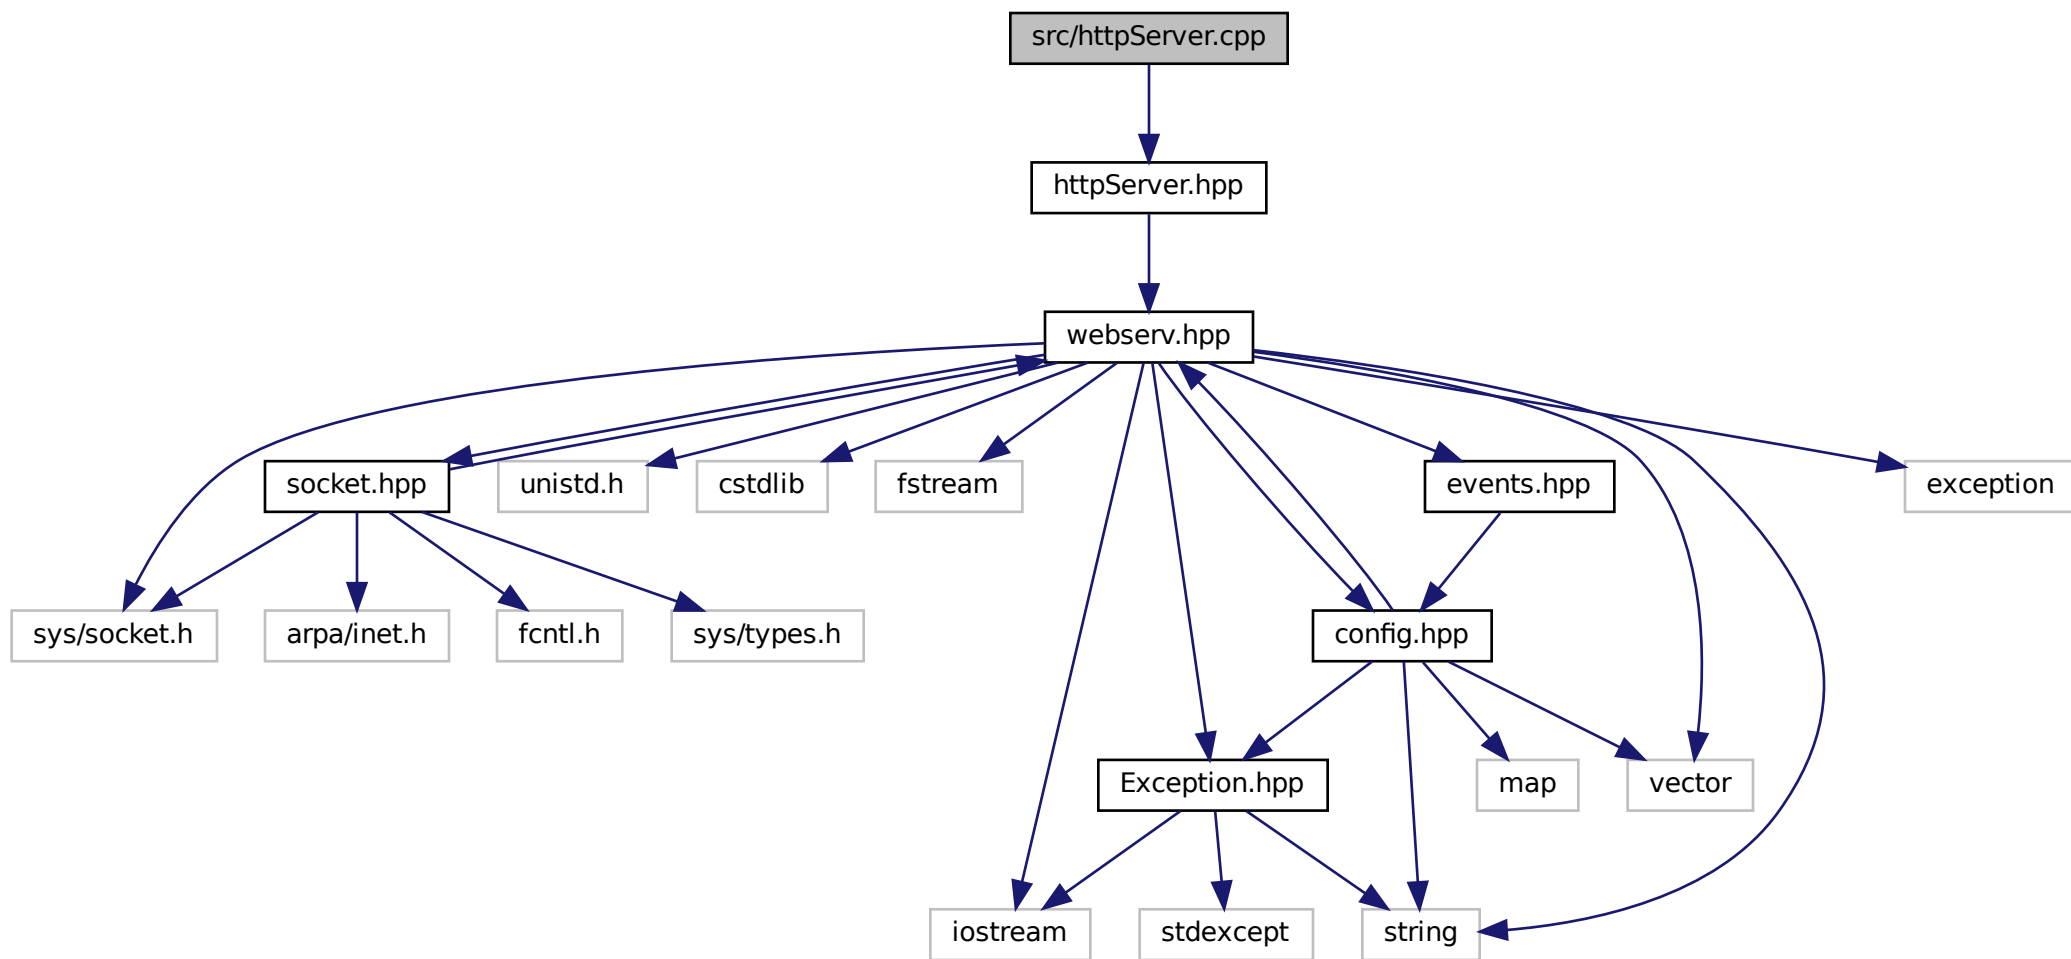 src/httpServer.cpp
httpServer.hpp
webserv.hpp
socket.hpp
unistd.h
cstdlib
fstream
events.hpp
exception
sys/socket.h
arpa/inet.h
fcntl.h
sys/types.h
config.hpp
Exception.hpp
map
vector
iostream
stdexcept
string